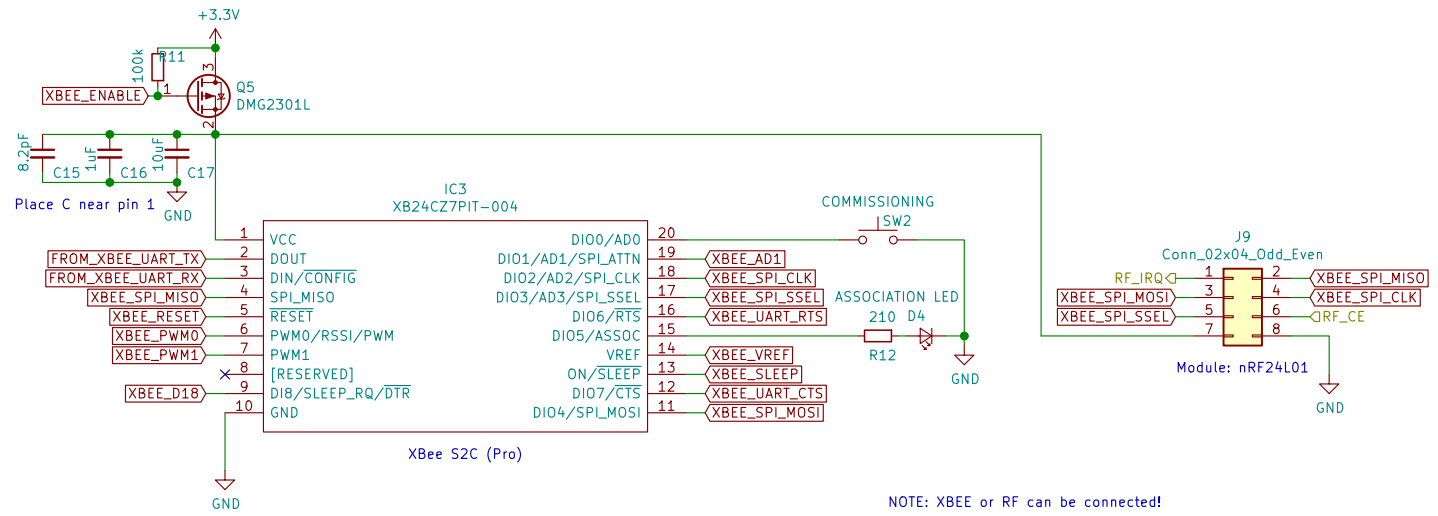 +3.3V
R11
100k
3
1
XBEE_ENABLE
Q5
DMG2301L
2
8.2pF
C15
1uF
C16
10uF
C17
Place C near pin 1
GND
IC3
XB24CZ7PIT-004
1 VCC
FROM_XBEE_UART_TX 2 DOUT
FROM_XBEE_UART_RX 3 DIN/CONFIG
XBEE_SPI_MISO 4 SPI_MISO
XBEE_RESET 5 RESET
XBEE_PWM0 6 PWM0/RSSI/PWM
XBEE_PWM1 7 PWM1
8 [RESERVED]
XBEE_D18 9 DI8/SLEEP_RQ/DTR
10 GND
DIO0/AD0 20
DIO1/AD1/SPI_ATTN 19 XBEE_AD1
DIO2/AD2/SPI_CLK 18 XBEE_SPI_CLK
DIO3/AD3/SPI_SSEL 17 XBEE_SPI_SSEL
DIO6/RTS 16 XBEE_UART_RTS
DIO5/ASSOC 15
VREF 14 XBEE_VREF
ON/SLEEP 13 XBEE_SLEEP
DIO7/CTS 12 XBEE_UART_CTS
DIO4/SPI_MOSI 11 XBEE_SPI_MOSI
XBee S2C (Pro)
GND
COMMISSIONING
SW2
ASSOCIATION LED
210 D4
R12
GND
J9
Conn_02x04_Odd_Even
RF_IRQ 1 2 XBEE_SPI_MISO
XBEE_SPI_MOSI 3 4 XBEE_SPI_CLK
XBEE_SPI_SSEL 5 6 RF_CE
7 8
Module: nRF24L01
GND
NOTE: XBEE or RF can be connected!